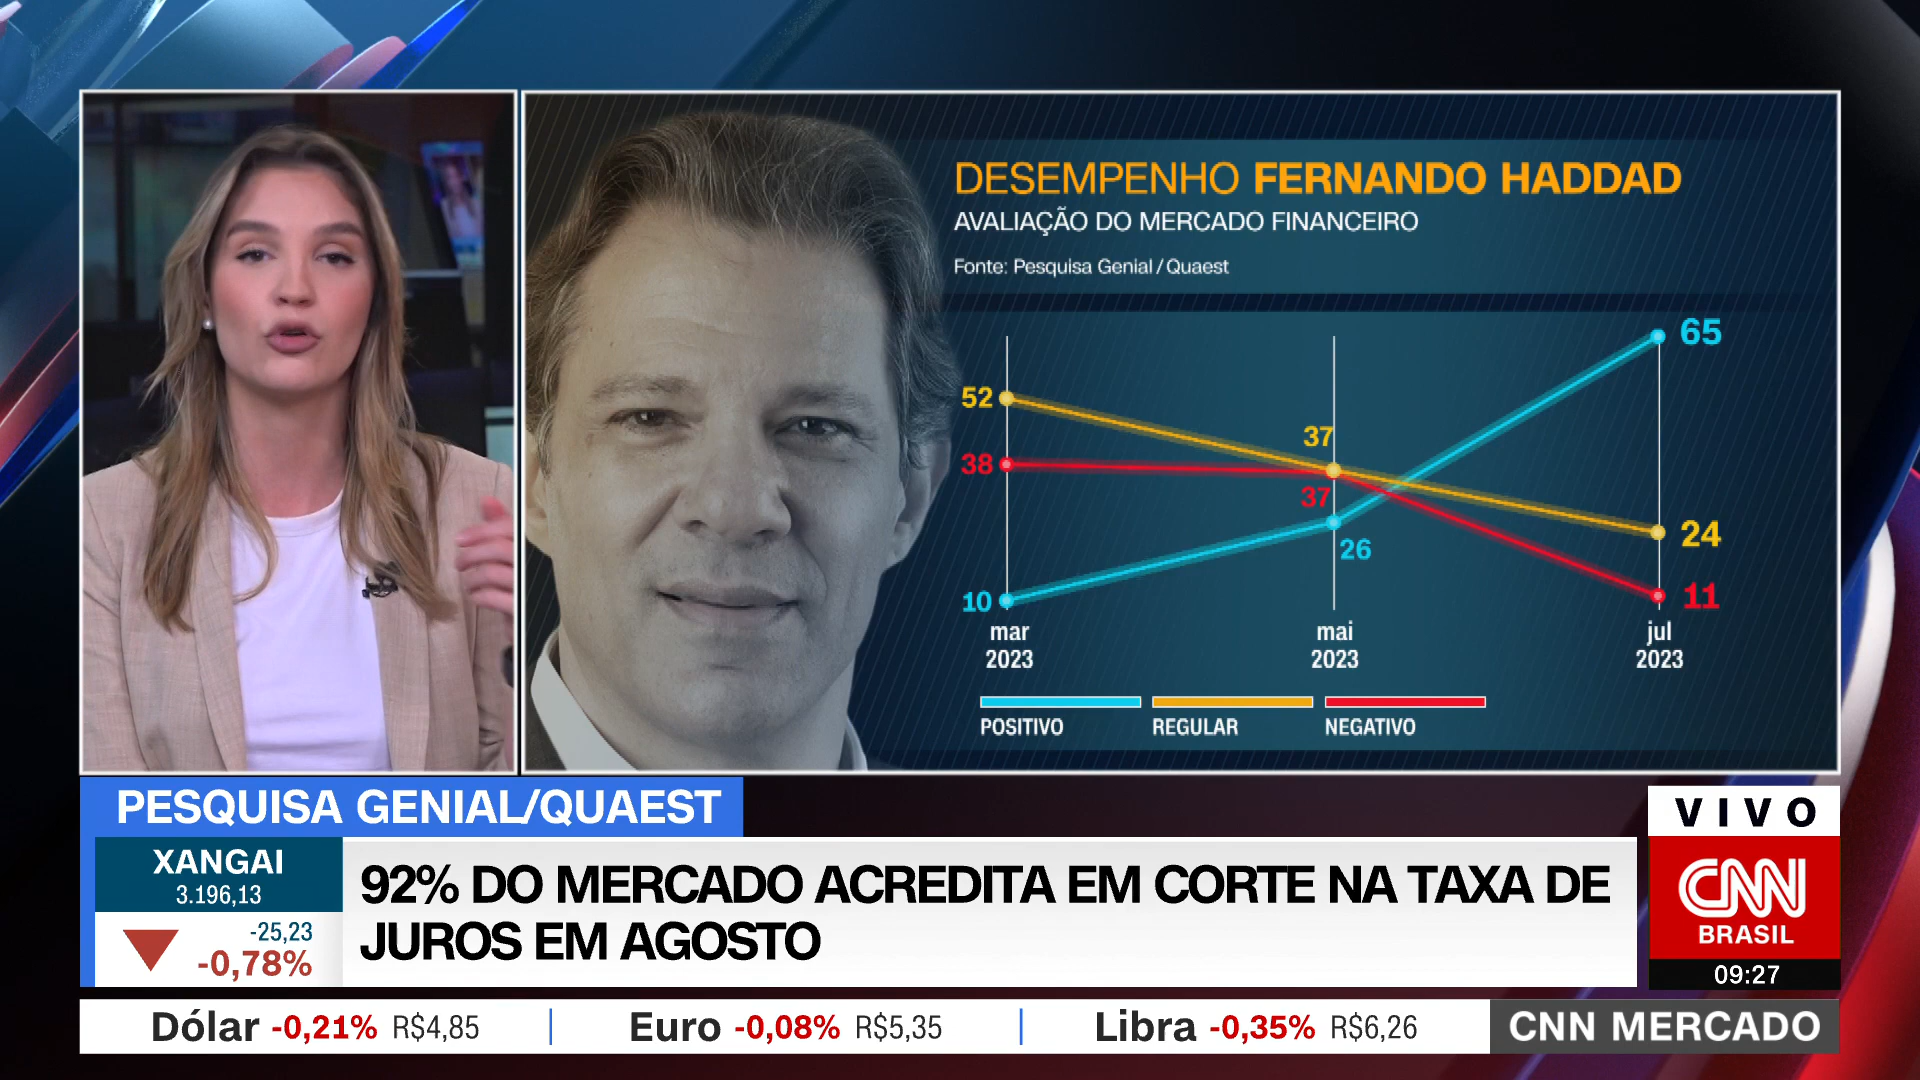 DESEMPENHO FERNANDO HADDAD
AVALIAÇÃO DO MERCADO FINANCEIRO
Fonte: Pesquisa Genial / Quaest
65
52
37
38
37
24
26
10
11
mar
2023
mai
2023
jul
2023
POSITIVO
REGULAR
NEGATIVO
PESQUISA GENIAL/QUAEST
XANGAI
3.196,13
-25,23
-0,78%
92% DO MERCADO ACREDITA EM CORTE NA TAXA DE
JUROS EM AGOSTO
VIVO
CNN
BRASIL
09:27
Dólar -0,21% R$4,85
Euro -0,08% R$5,35
Libra -0,35% R$6,26
CNN MERCADO